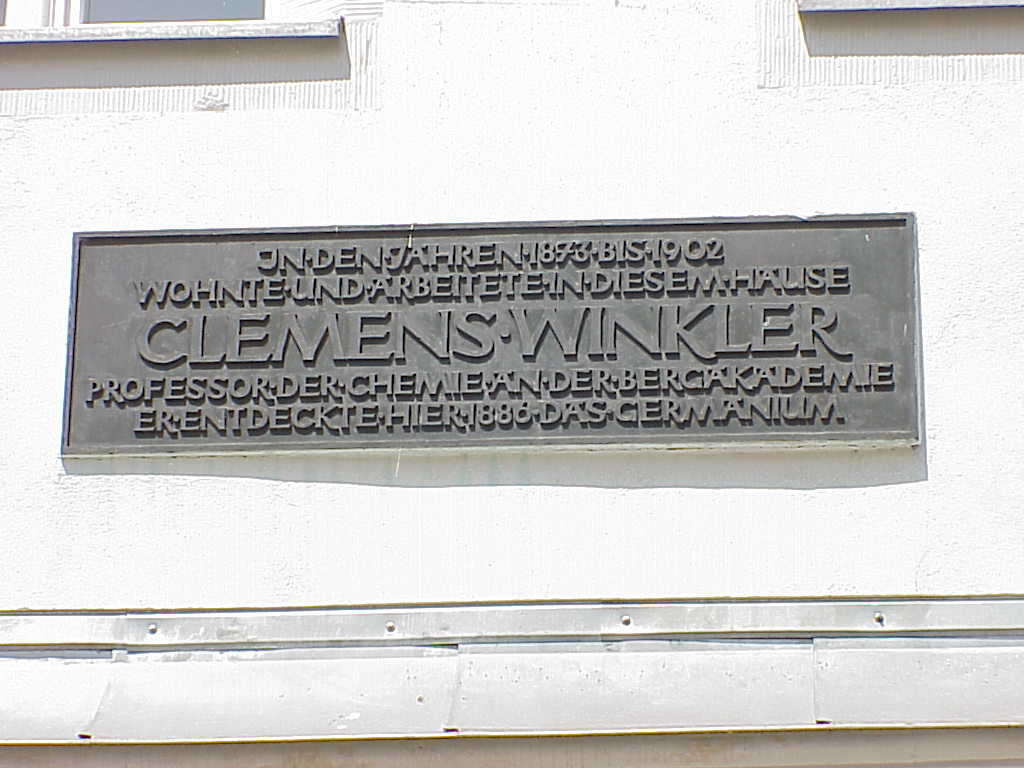 IN·DEN·JAHREN·1873·BIS·1902
WOHNTE·UND·ARBEITETE·IN·DIESEM·HAUSE
CLEMENS·WINKLER
PROFESSOR·DER·CHEMIE·AN·DER·BERGAKADEMIE
ER·ENTDECKTE·HIER·1886·DAS·GERMANIUM